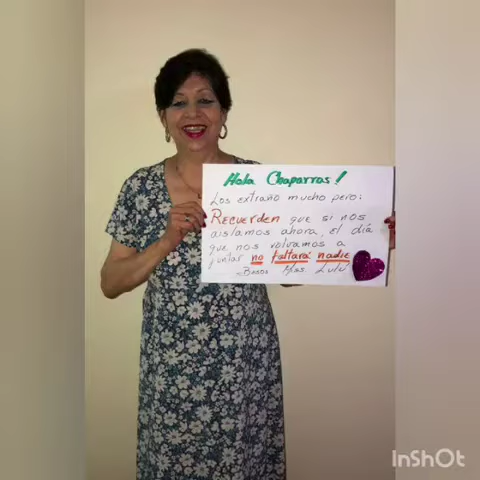 Hola Chaparros!
Los extraño mucho pero:
RECUERDEN que si nos
aislamos ahora, el día
que nos volvamos a
juntar no faltará nadie
Besos Miss. Lulú
InShOt